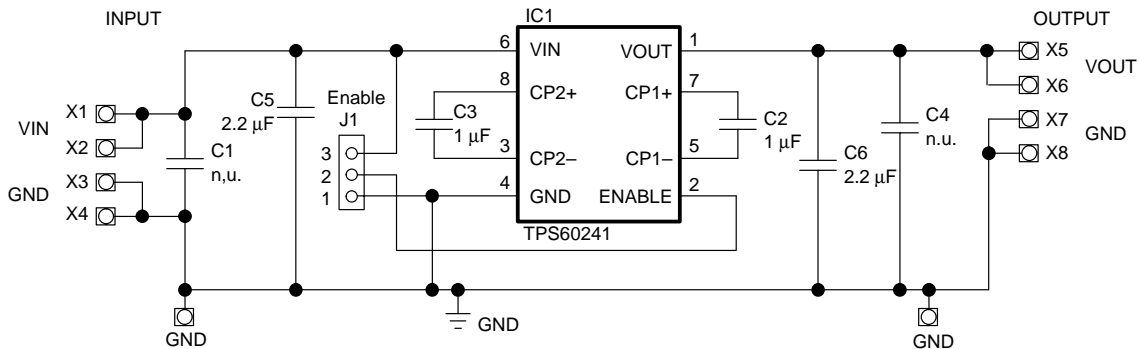 INPUT
IC1
OUTPUT
6
VIN
VOUT
1
X5
VOUT
X6
8
CP2+
CP1+
7
X1
VIN
X2
C5
2.2 µF
Enable
J1
C3
1 µF
C2
1 µF
C4
n.u.
X7
GND
X8
C1
n,u.
3
2
1
3
CP2–
CP1–
5
C6
2.2 µF
X3
GND
X4
4
GND
ENABLE
2
TPS60241
GND
GND
GND